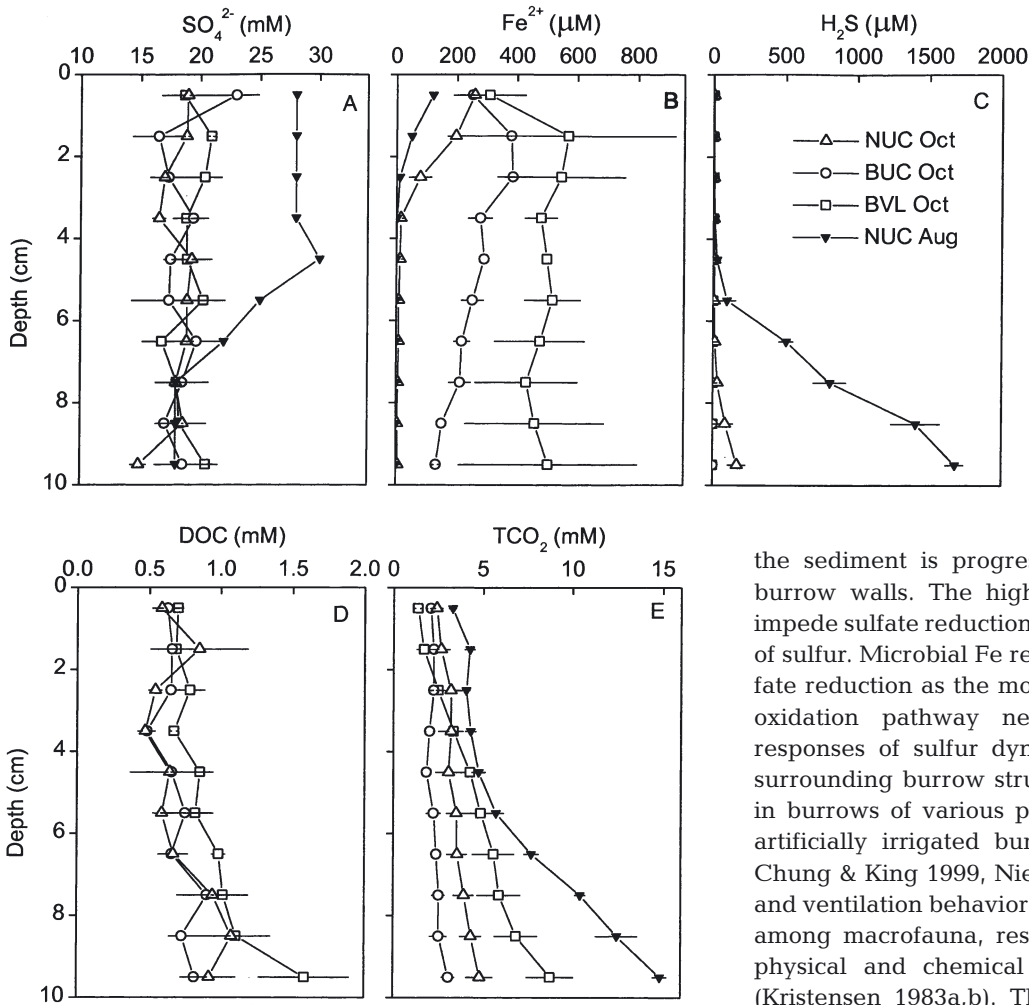 SO₄²⁻ (mM)
10 15 20 25 30
Fe²⁺ (μM)
0 200 400 600 800
H₂S (μM)
0 500 1000 1500 2000
0
2
4
6
8
10
Depth (cm)
A
B
C
NUC Oct
BUC Oct
BVL Oct
NUC Aug
DOC (mM)
0.0 0.5 1.0 1.5 2.0
TCO₂ (mM)
0 5 10 15
0
2
4
6
8
10
Depth (cm)
D
E
the sediment is progre
burrow walls. The high
impede sulfate reduction
of sulfur. Microbial Fe re
fate reduction as the mo
oxidation pathway ne
responses of sulfur dyn
surrounding burrow stru
in burrows of various p
artificially irrigated bur
Chung & King 1999, Nie
and ventilation behavior
among macrofauna, res
physical and chemical
(Kristensen 1983a,b). Th